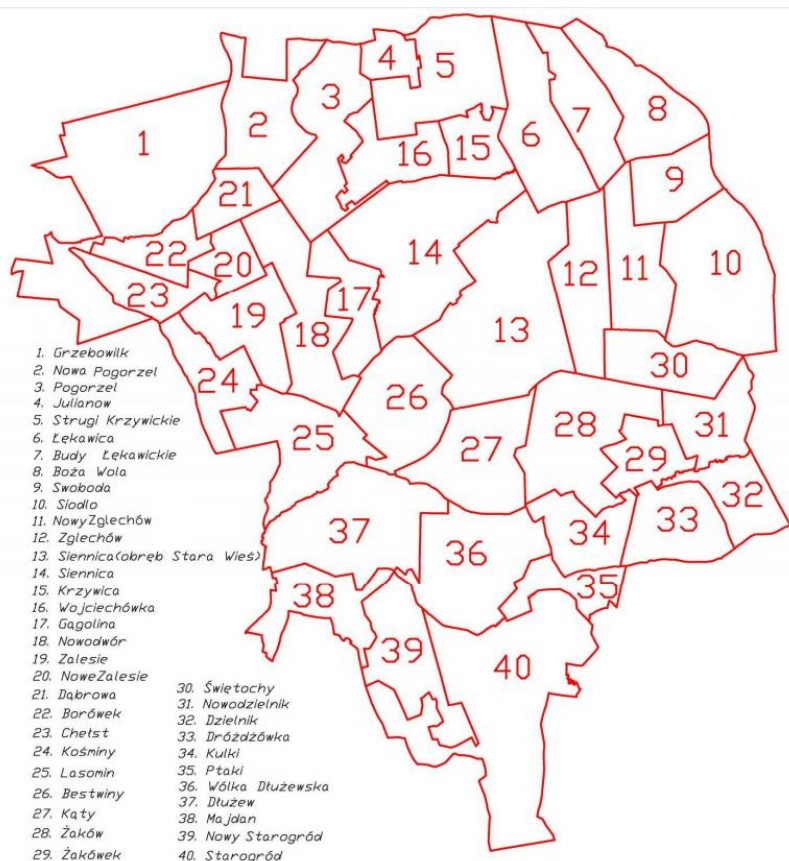 4
5
3
2
7
8
1
16
15
6
21
9
14
22
20
10
12
11
23
17
19
13
18
30
24
26
31
25
28
27
29
32
37
34
33
36
38
35
39
40
1. Grzebowilk
2. Nowa Pogorzel
3. Pogorzel
4. Julianow
5. Strugi Krzywickie
6. Łękawica
7. Budy Łękawickie
8. Boża Wola
9. Swoboda
10. Siodlo
11. NowyZglechów
12. Zglechów
13. Siennica(obręb Stara Wieś)
14. Siennica
15. Krzywica
16. Wojciechówka
17. Gągolina
18. Nowodwór
19. Zalesie
20. NoweZalesie
21. Dąbrowa
22. Borówek
23. Chełst
24. Kośminy
25. Lasomin
26. Bestwiny
27. Kąty
28. Żaków
29. Żakówek
30. Świętochy
31. Nowodzielnik
32. Dzielnik
33. Dróżdżówka
34. Kulki
35. Ptaki
36. Wólka Dłużewska
37. Dłużew
38. Majdan
39. Nowy Starogród
40. Starogród